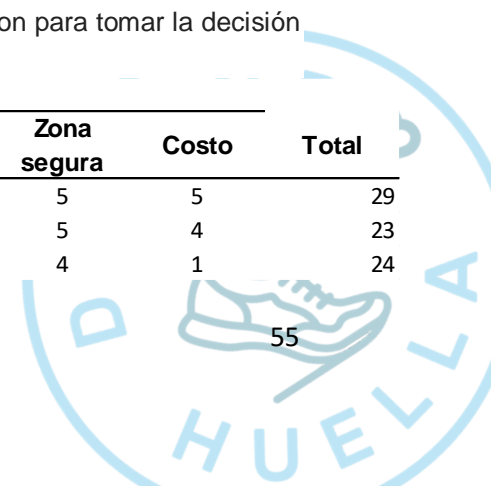 on para tomar la decisión
Zona segura Costo Total
5 5 29
5 4 23
4 1 24
55
HUELLA